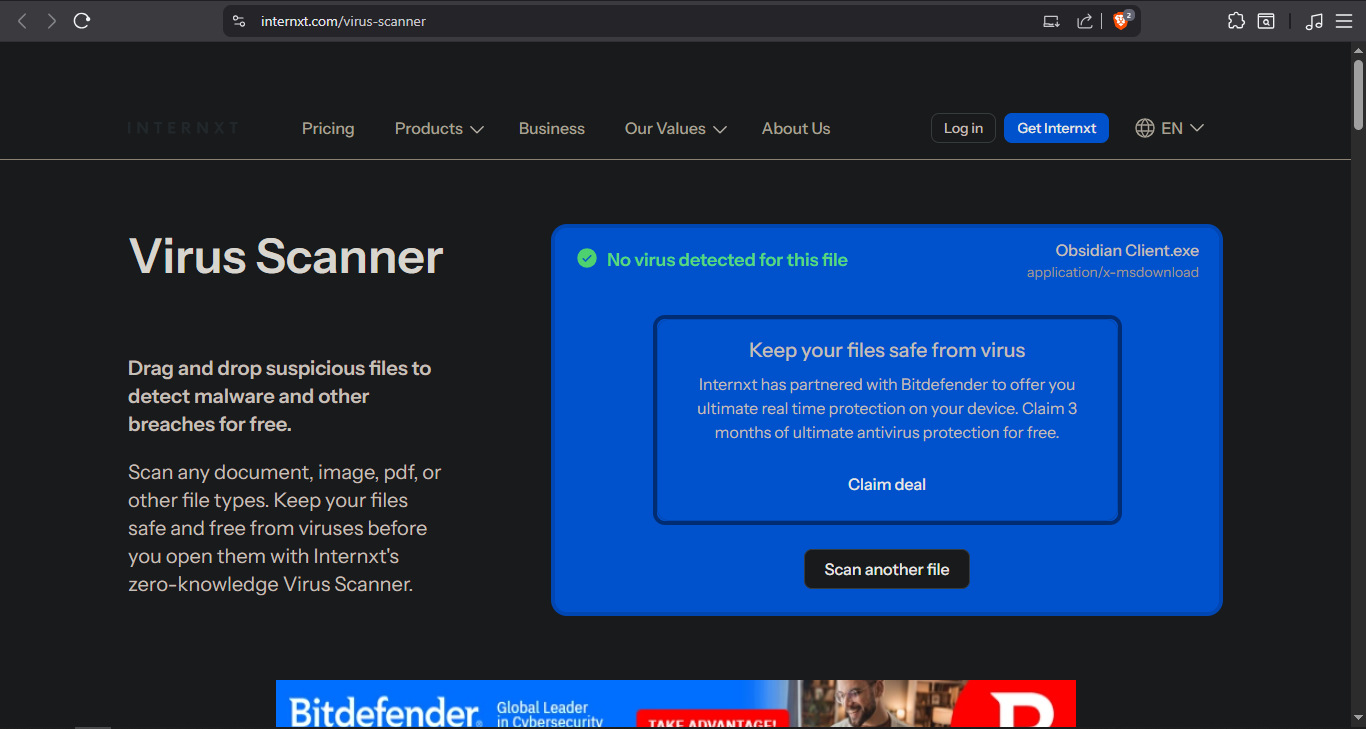 internxt.com/virus-scanner
2
INTERNXT
Pricing
Products
Business
Our Values
About Us
Log in
Get Internxt
EN
Virus Scanner
Drag and drop suspicious files to
detect malware and other
breaches for free.
Scan any document, image, pdf, or
other file types. Keep your files
safe and free from viruses before
you open them with Internxt's
zero-knowledge Virus Scanner.
No virus detected for this file
Obsidian Client.exe
application/x-msdownload
Keep your files safe from virus
Internxt has partnered with Bitdefender to offer you
ultimate real time protection on your device. Claim 3
months of ultimate antivirus protection for free.
Claim deal
Scan another file
Bitdefender
Global Leader
in Cybersecurity
TAKE ADVANTAGE!
B